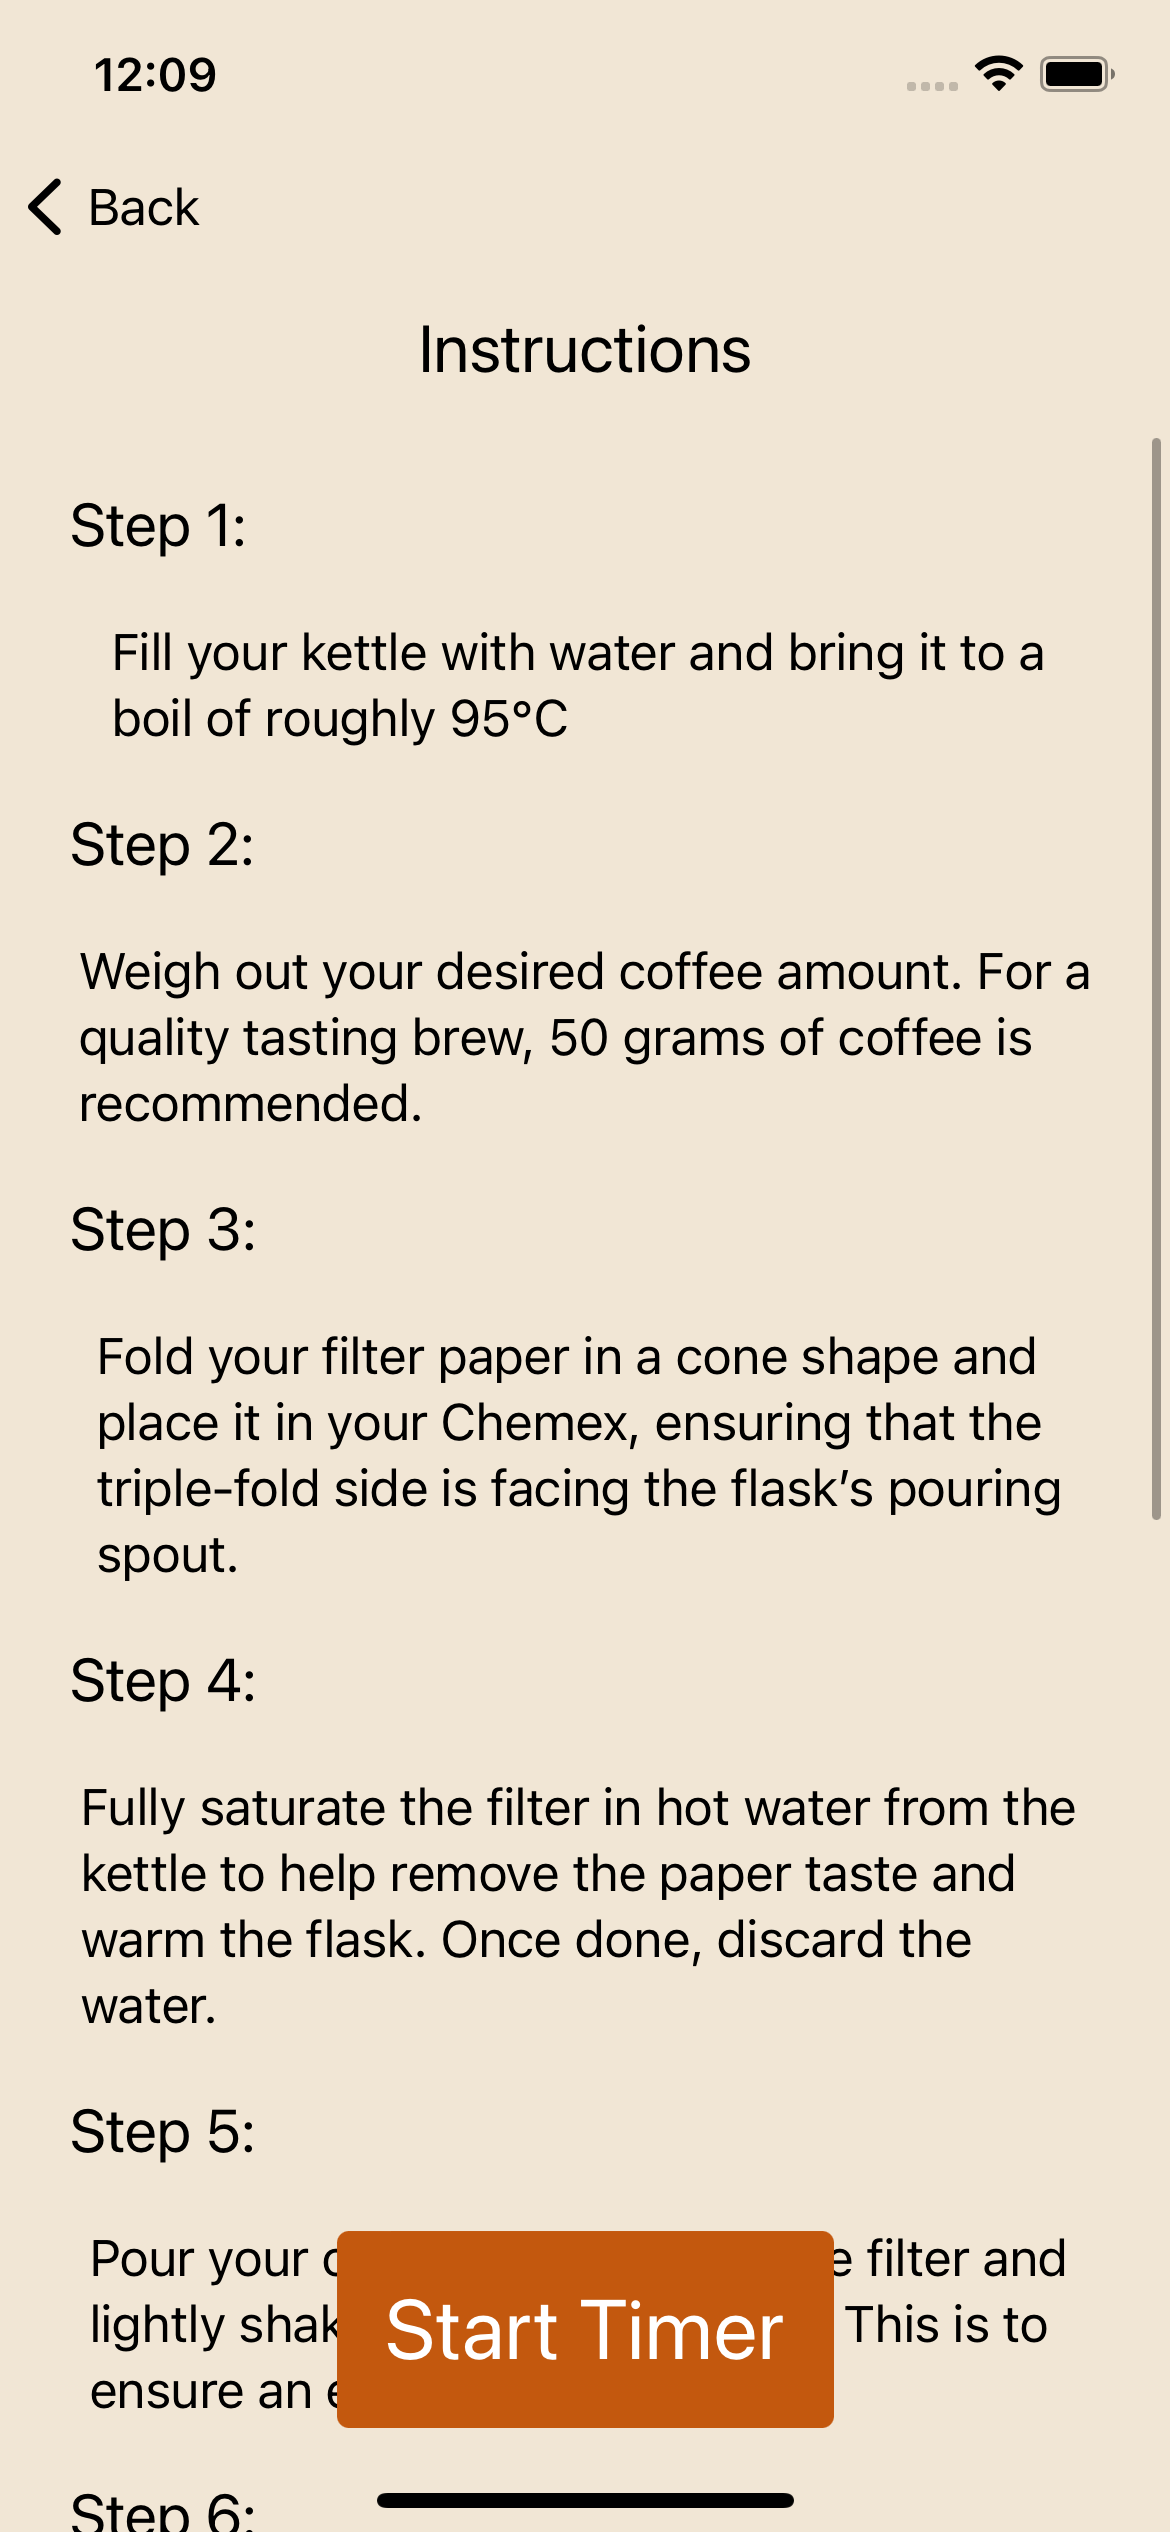 12:09
Back
Instructions
Step 1:
Fill your kettle with water and bring it to a
boil of roughly 95°C
Step 2:
Weigh out your desired coffee amount. For a
quality tasting brew, 50 grams of coffee is
recommended.
Step 3:
Fold your filter paper in a cone shape and
place it in your Chemex, ensuring that the
triple-fold side is facing the flask's pouring
spout.
Step 4:
Fully saturate the filter in hot water from the
kettle to help remove the paper taste and
warm the flask. Once done, discard the
water.
Step 5:
Pour your filter and
lightly This is to
ensure an
Start Timer
Step 6: